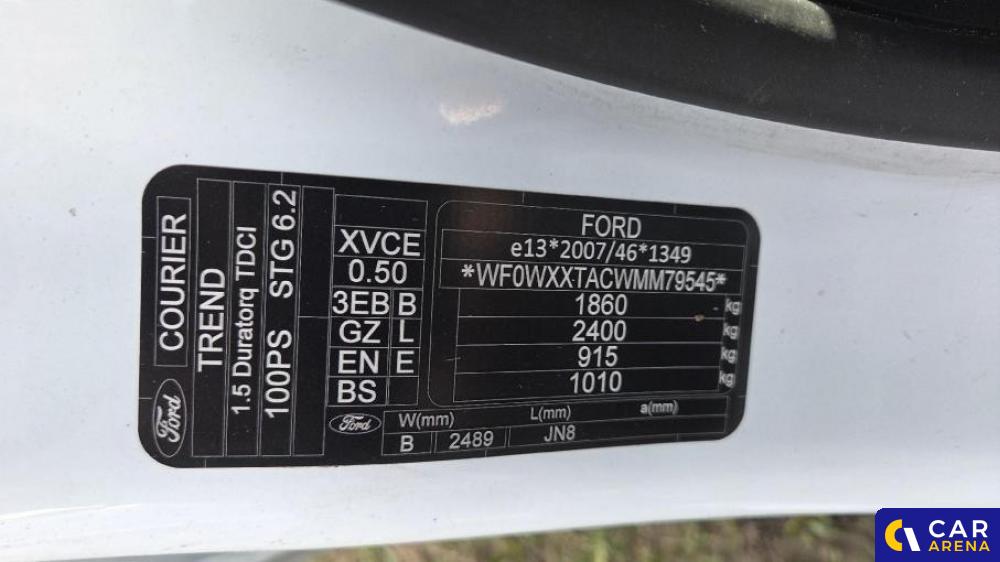 Ford
COURIER
TREND
1.5 Duratorq TDCI
100PS STG 6.2
XVCE
0.50
3EB B
GZ L
EN E
BS
FORD
e13*2007/46*1349
*WF0WXXTACWMM79545*
1860 kg
2400 kg
915 kg
1010 kg
Ford W(mm) L(mm) a(mm)
B 2489 JN8
CAR
ARENA